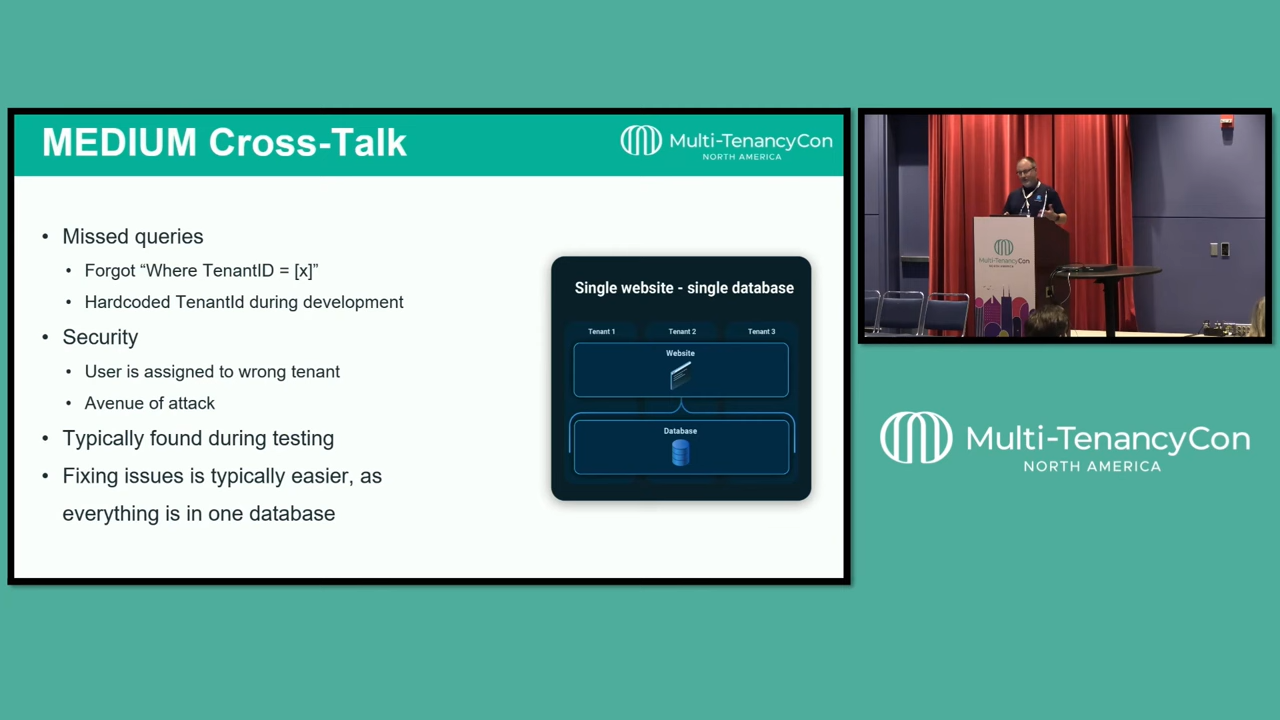 MEDIUM Cross-Talk
Multi-TenancyCon
NORTH AMERICA
• Missed queries
• Forgot “Where TenantID = [x]”
• Hardcoded TenantId during development
• Security
• User is assigned to wrong tenant
• Avenue of attack
• Typically found during testing
• Fixing issues is typically easier, as
everything is in one database
Single website - single database
Tenant 1 Tenant 2 Tenant 3
Website
Database
Multi-TenancyCon
Multi-TenancyCon
NORTH AMERICA